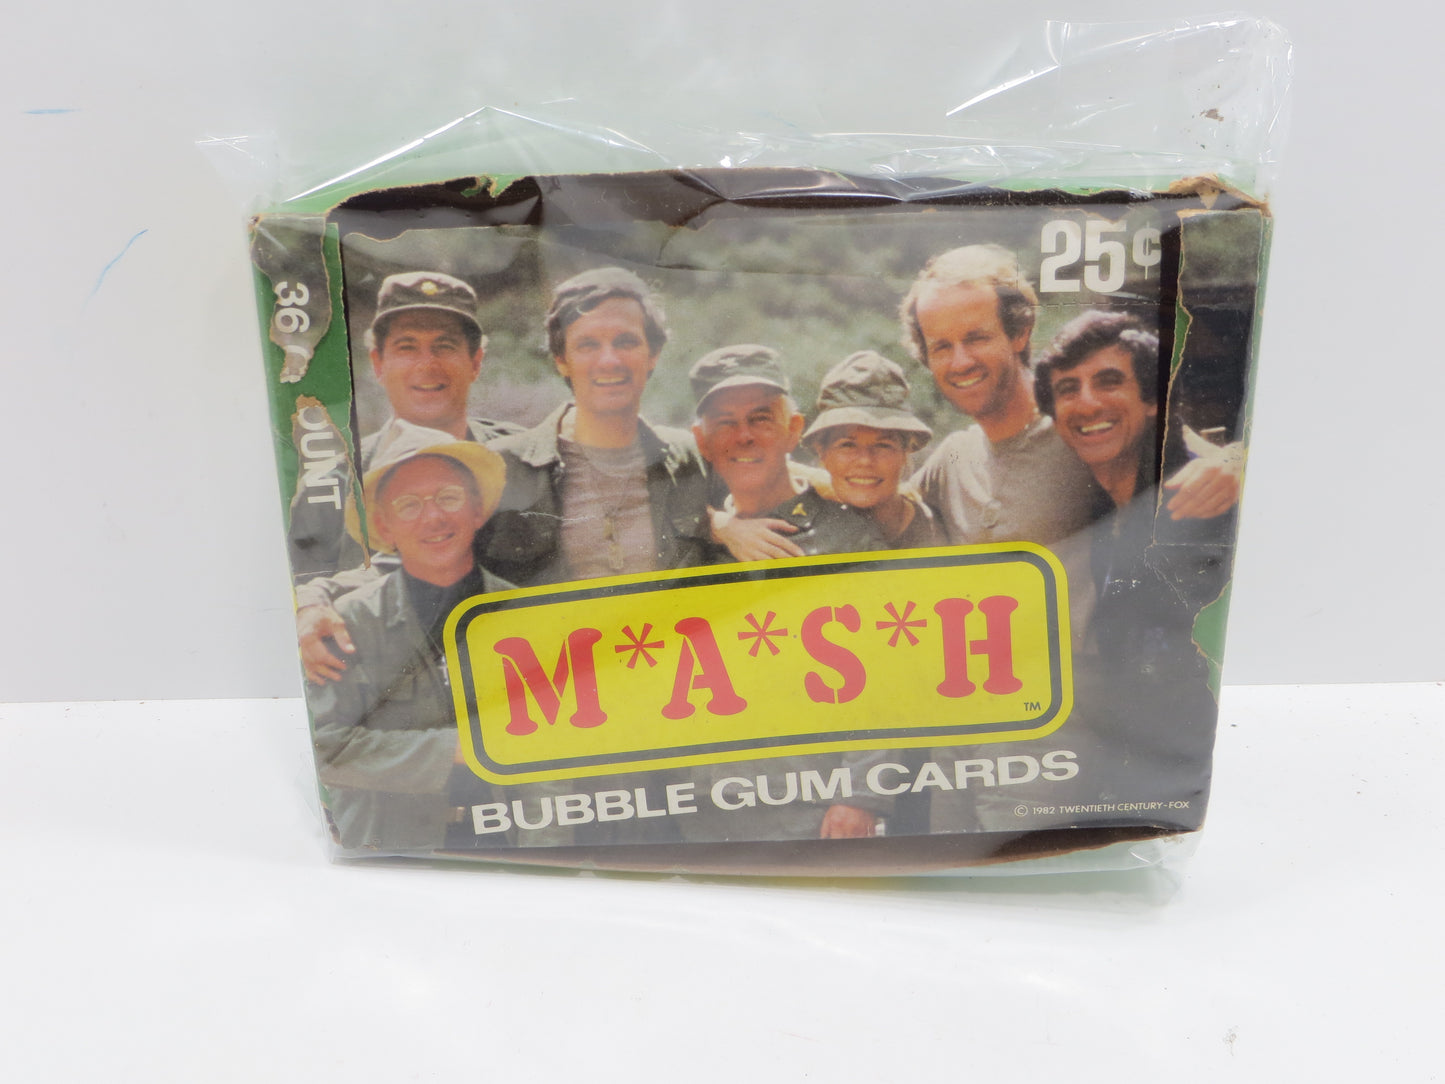 25¢
36
OUNT
M*A*S*H
TM
BUBBLE GUM CARDS
© 1982 TWENTIETH CENTURY-FOX